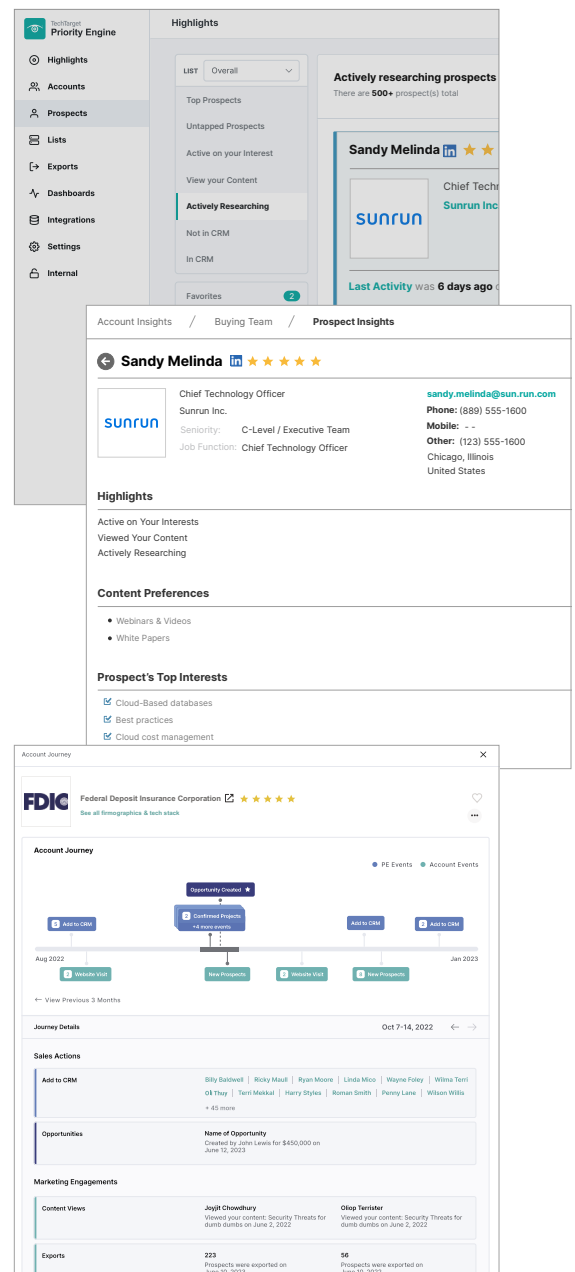 TechTarget
Priority Engine
Highlights
Accounts
Prospects
Lists
Exports
Dashboards
Integrations
Settings
Internal
Highlights
LIST Overall
Top Prospects
Untapped Prospects
Active on your Interest
View your Content
Actively Researching
Not in CRM
In CRM
Favorites 2
Actively researching prospects
There are 500+ prospect(s) total
Sandy Melinda in
sunrun
Chief Techn
Sunrun Inc
Last Activity was 6 days ago
Account Insights / Buying Team / Prospect Insights
Sandy Melinda in
sunrun
Chief Technology Officer
Sunrun Inc.
Seniority: C-Level / Executive Team
Job Function: Chief Technology Officer
sandy.melinda@sun.run.com
Phone: (889) 555-1600
Mobile: - -
Other: (123) 555-1600
Chicago, Illinois
United States
Highlights
Active on Your Interests
Viewed Your Content
Actively Researching
Content Preferences
• Webinars & Videos
• White Papers
Prospect's Top Interests
Cloud-Based databases
Best practices
Cloud cost management
Account Journey
FDIC
Federal Deposit Insurance Corporation
See all firmographics & tech stack
Account Journey
PE Events Account Events
Opportunity Created
2 Confirmed Projects
+4 more events
Add to CRM
Add to CRM
Add to CRM
Aug 2022
Jan 2023
Website Visit
New Prospects
2 Website Visit
New Prospects
← View Previous 3 Months
Journey Details
Oct 7-14, 2022 ← →
Sales Actions
Add to CRM
Billy Baldwell | Ricky Maull | Ryan Moore | Linda Mico | Wayne Foley | Wilma Terri
Oli Thuy | Terri Mekkal | Harry Styles | Roman Smith | Penny Lane | Wilson Willis
+ 45 more
Opportunities
Name of Opportunity
Created by John Lewis for $450,000 on
June 12, 2023
Marketing Engagements
Content Views
Joyjit Chowdhury
Viewed your content: Security Threats for
dumb dumbs on June 2, 2022
Oliop Terrister
Viewed your content: Security Threats for
dumb dumbs on June 2, 2022
Exports
223
Prospects were exported on
56
Prospects were exported on